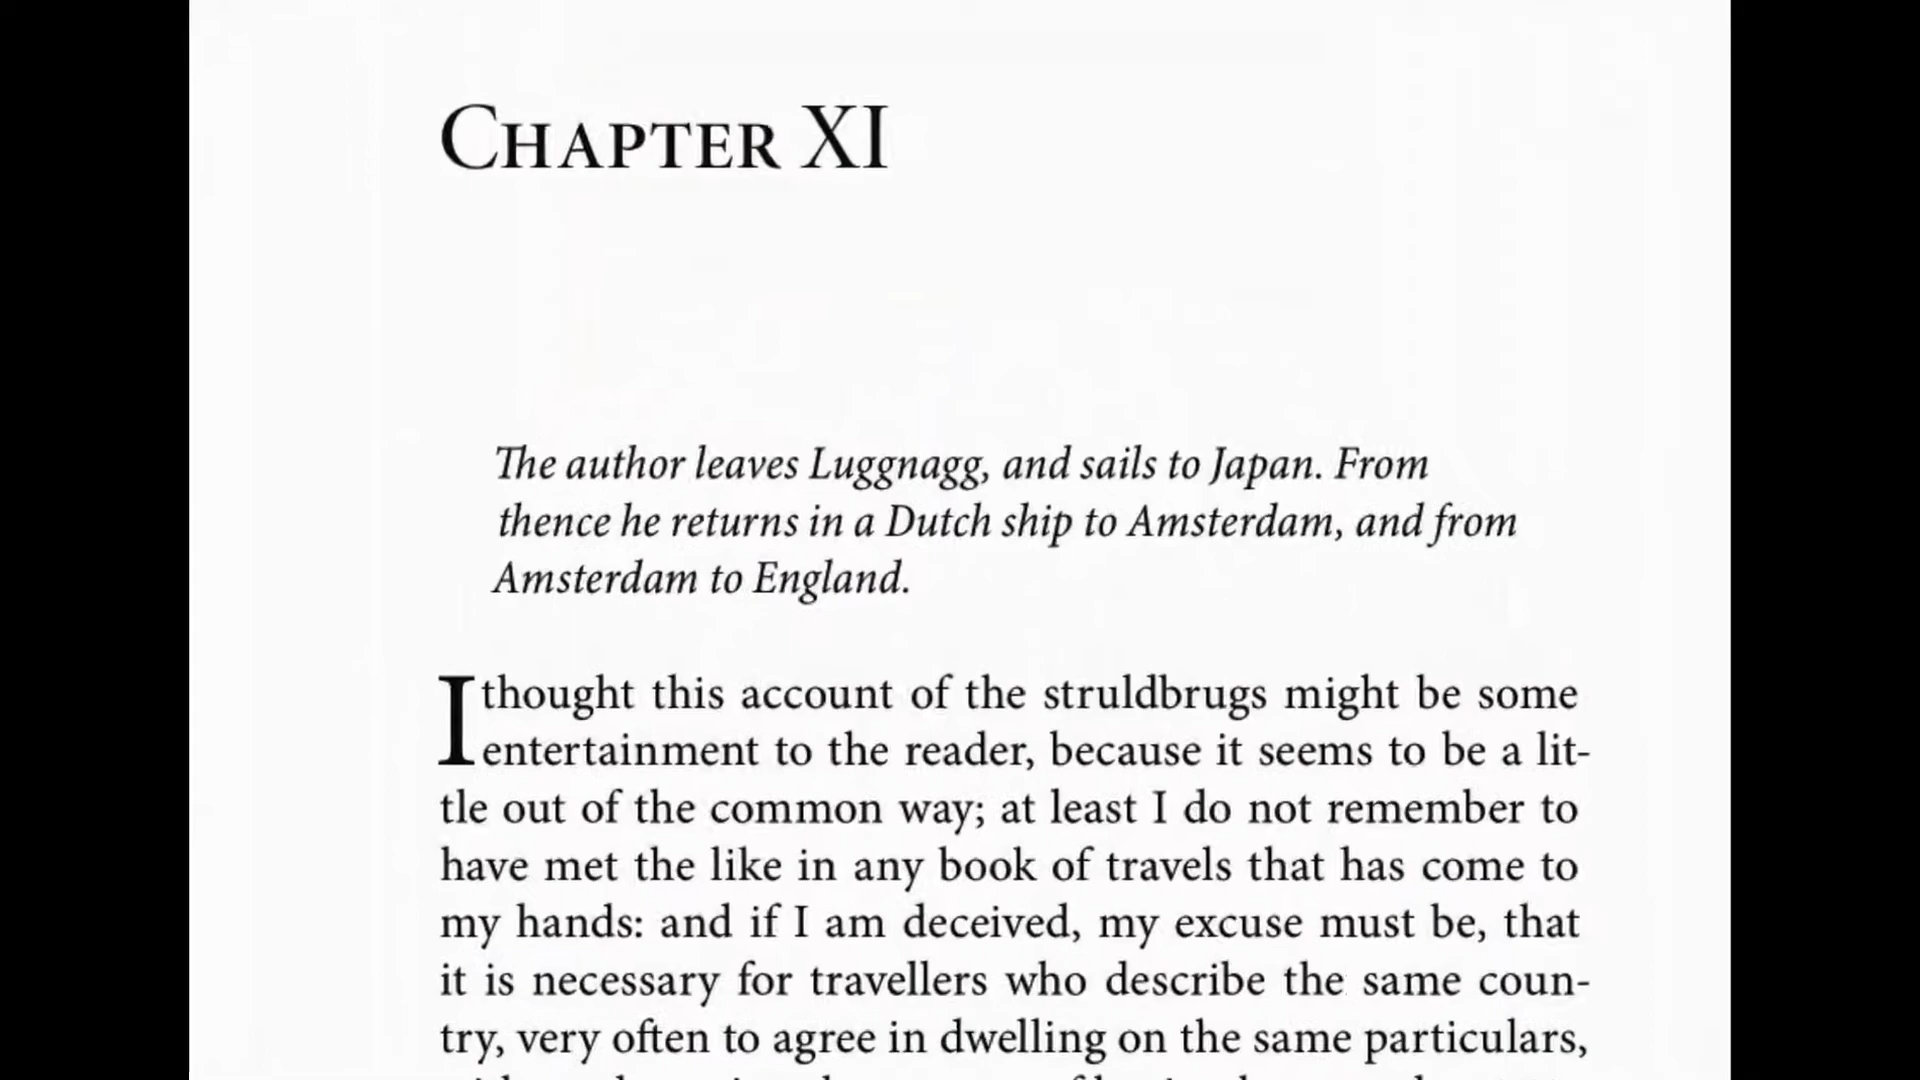 Chapter XI
The author leaves Luggnagg, and sails to Japan. From
thence he returns in a Dutch ship to Amsterdam, and from
Amsterdam to England.
I thought this account of the struldbrugs might be some
entertainment to the reader, because it seems to be a lit-
tle out of the common way; at least I do not remember to
have met the like in any book of travels that has come to
my hands: and if I am deceived, my excuse must be, that
it is necessary for travellers who describe the same coun-
try, very often to agree in dwelling on the same particulars,